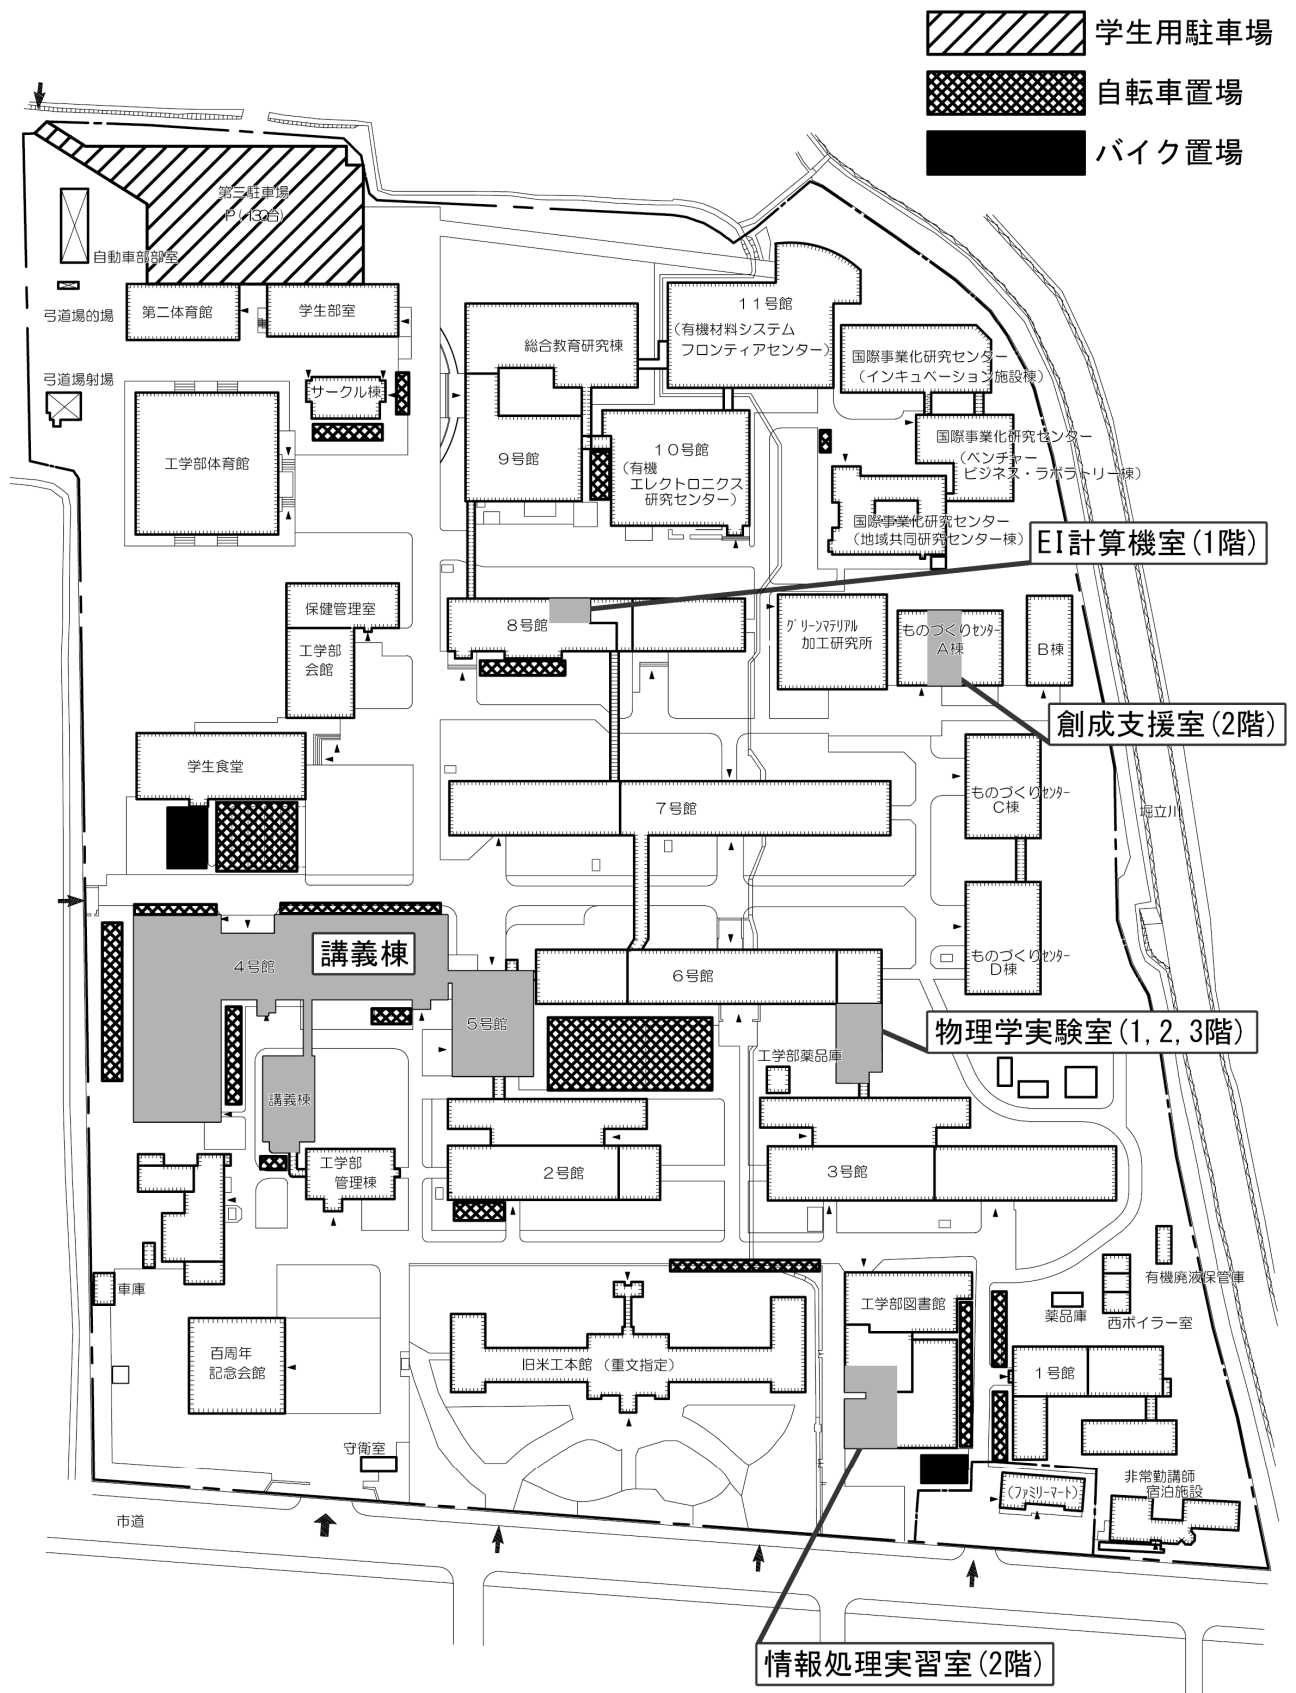 学生用駐車場
自転車置場
バイク置場
第三駐車場
P(130台)
自動車部部室
弓道場的場
第二体育館
学生部室
弓道場射場
サークル棟
工学部体育館
総合教育研究棟
11号館
(有機材料システム
フロンティアセンター)
国際事業化研究センター
(インキュベーション施設棟)
9号館
10号館
(有機
エレクトロニクス
研究センター)
国際事業化研究センター
(ベンチャー
ビジネス・ラボラトリー棟)
国際事業化研究センター
(地域共同研究センター棟)
EI計算機室(1階)
保健管理室
工学部
会館
8号館
グリーンマテリアル
加工研究所
ものづくりセンター
A棟
B棟
創成支援室(2階)
学生食堂
7号館
ものづくりセンター
C棟
堀立川
講義棟
4号館
5号館
6号館
ものづくりセンター
D棟
物理学実験室(1,2,3階)
工学部薬品庫
講義棟
工学部
管理棟
2号館
3号館
車庫
百周年
記念会館
旧米工本館(重文指定)
工学部図書館
有機廃液保管庫
薬品庫
西ボイラー室
1号館
守衛室
(ファミリーマート)
非常勤講師
宿泊施設
市道
情報処理実習室(2階)